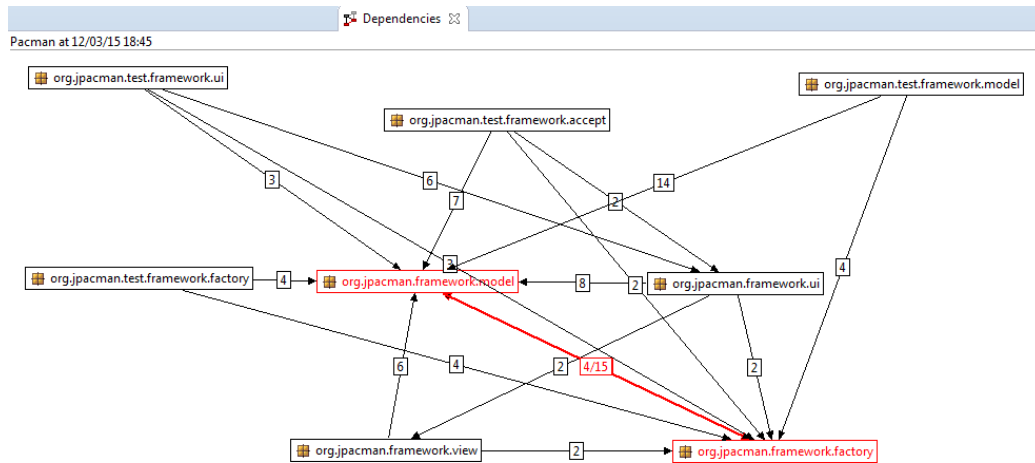 Dependencies
Pacman at 12/03/15 18:45
org.jpacman.test.framework.ui
org.jpacman.test.framework.model
org.jpacman.test.framework.accept
3
6
14
7
2
3
4
org.jpacman.test.framework.factory
4
org.jpacman.framework.model
8
2
org.jpacman.framework.ui
6
4
2
4/15
2
org.jpacman.framework.view
2
org.jpacman.framework.factory